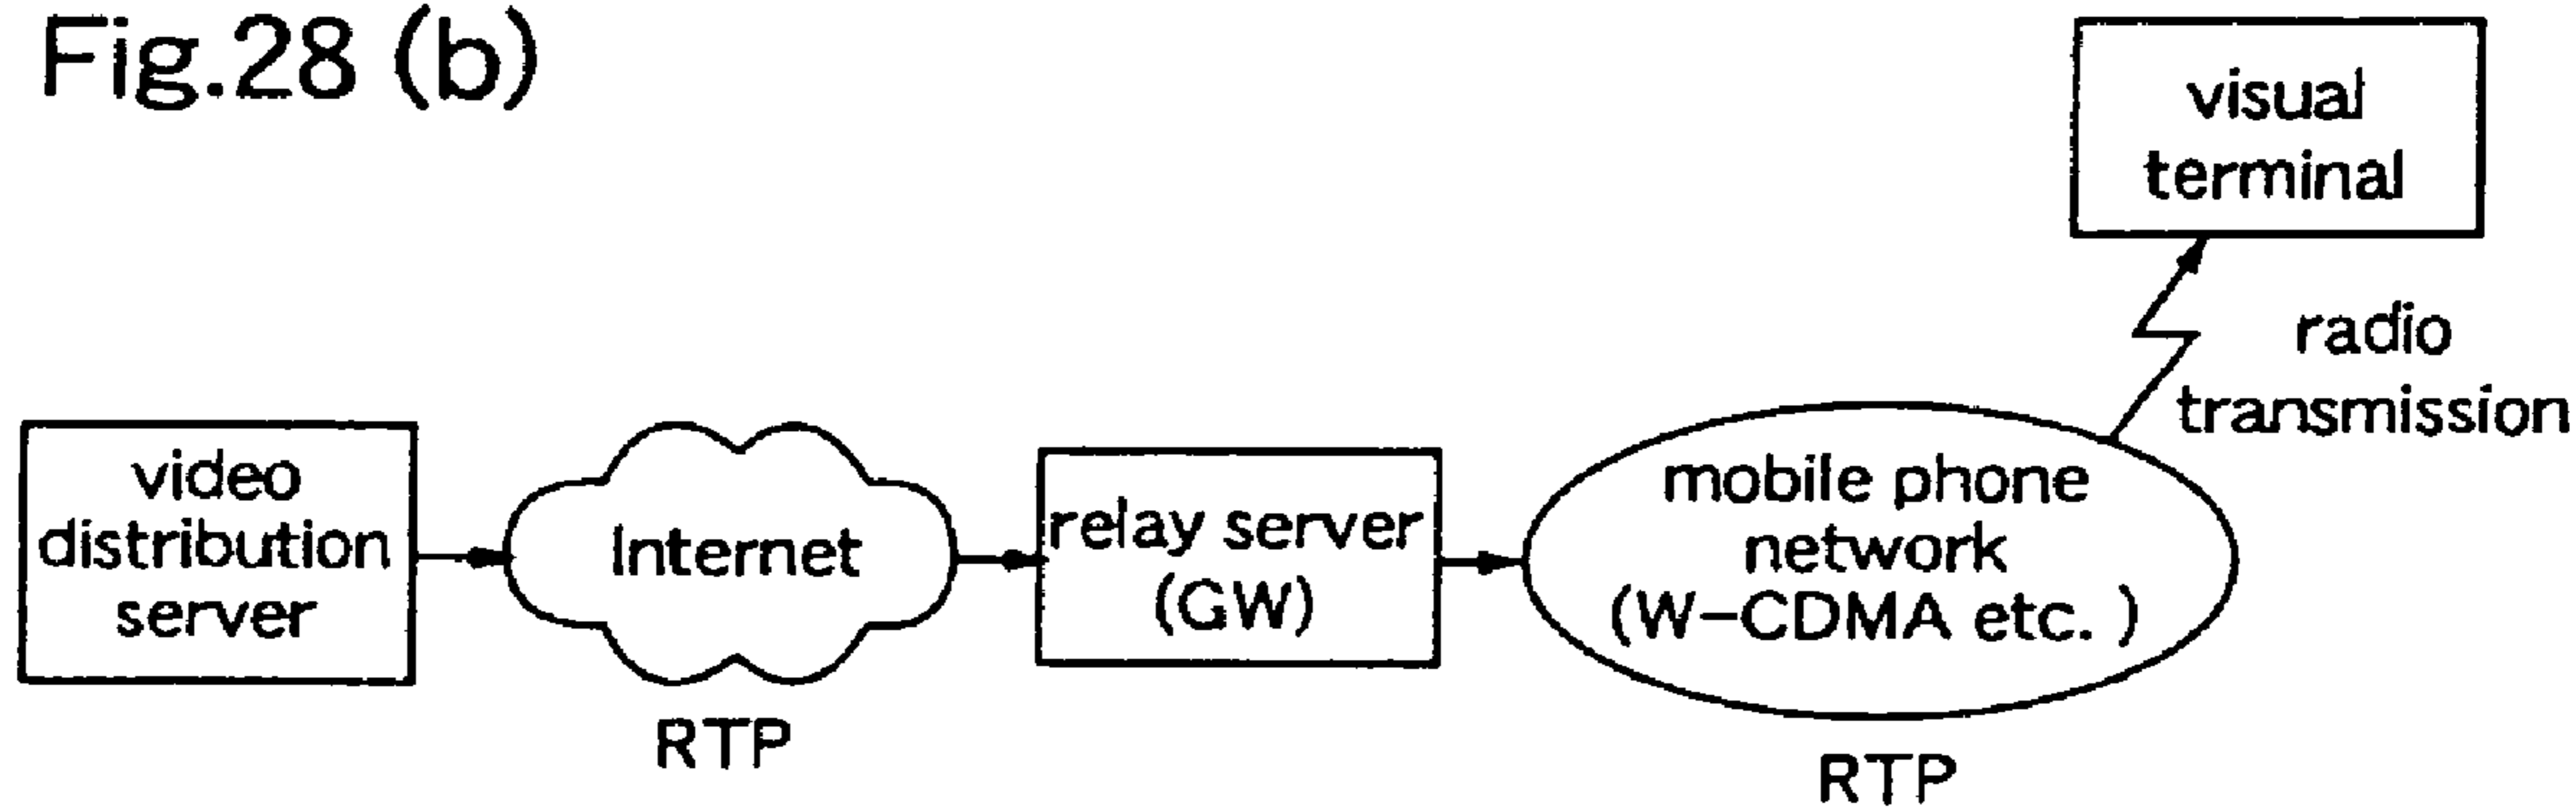 Fig.28 (b)
visual
terminal
radio
transmission
video
distribution
server
Internet
RTP
relay server
(GW)
mobile phone
network
(W-CDMA etc. )
RTP